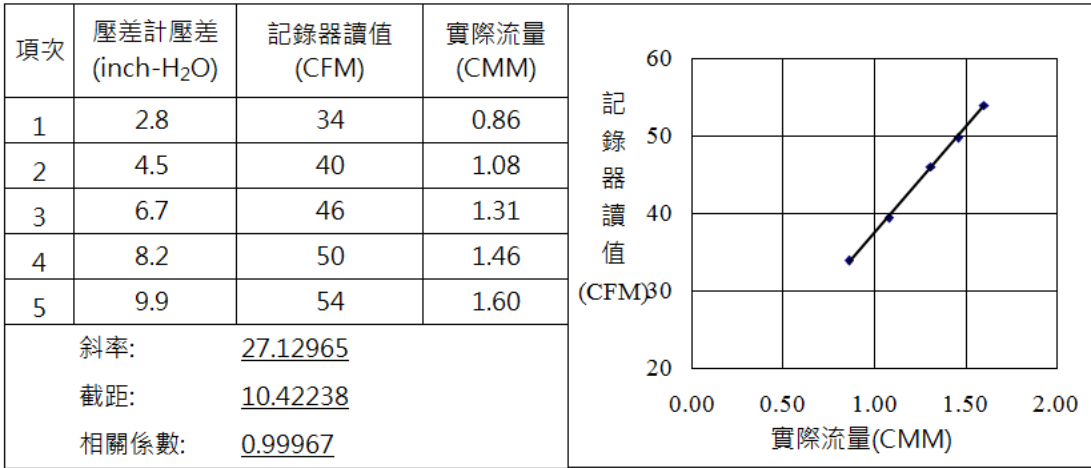 項次 壓差計壓差 (inch-H₂O) 記錄器讀值 (CFM) 實際流量 (CMM)
1 2.8 34 0.86
2 4.5 40 1.08
3 6.7 46 1.31
4 8.2 50 1.46
5 9.9 54 1.60
斜率: 27.12965
截距: 10.42238
相關係數: 0.99967
記錄器讀值(CFM)
60
50
40
30
20
0.00 0.50 1.00 1.50 2.00
實際流量(CMM)